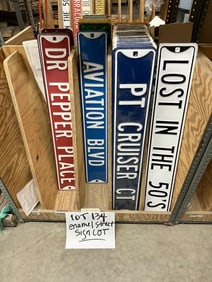 DR PEPPER PLACE
AVIATION BLVD
PT CRUISER CT
LOST IN THE 50'S
LOT 134
enamel street
Sign LOT